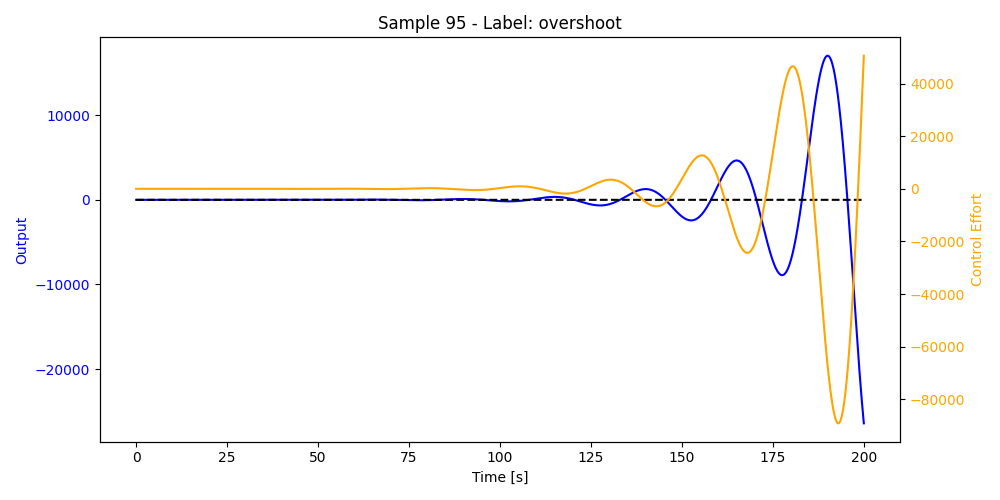 Sample 95 - Label: overshoot
Output
10000
0
−10000
−20000
40000
20000
0
−20000
−40000
−60000
−80000
Control Effort
0 25 50 75 100 125 150 175 200
Time [s]